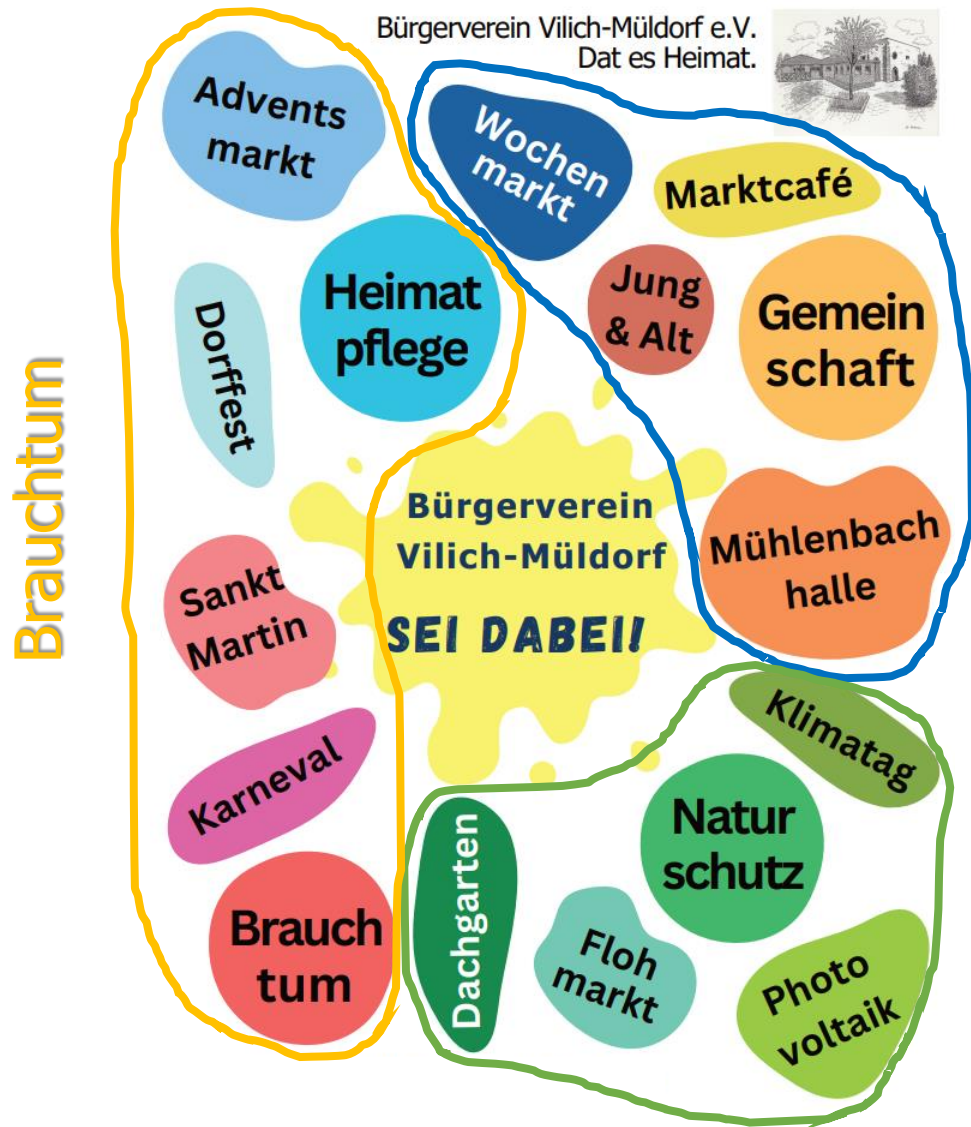 Bürgerverein Vilich-Müldorf e.V.
Dat es Heimat.
Advents
markt
Wochen
markt
Marktcafé
Jung
& Alt
Gemein
schaft
Heimat
pflege
Dorffest
Brauchtum
Bürgerverein
Vilich-Müldorf
SEI DABEI!
Mühlenbach
halle
Sankt
Martin
Karneval
Brauch
tum
Klimatag
Natur
schutz
Dachgarten
Floh
markt
Photo
voltaik